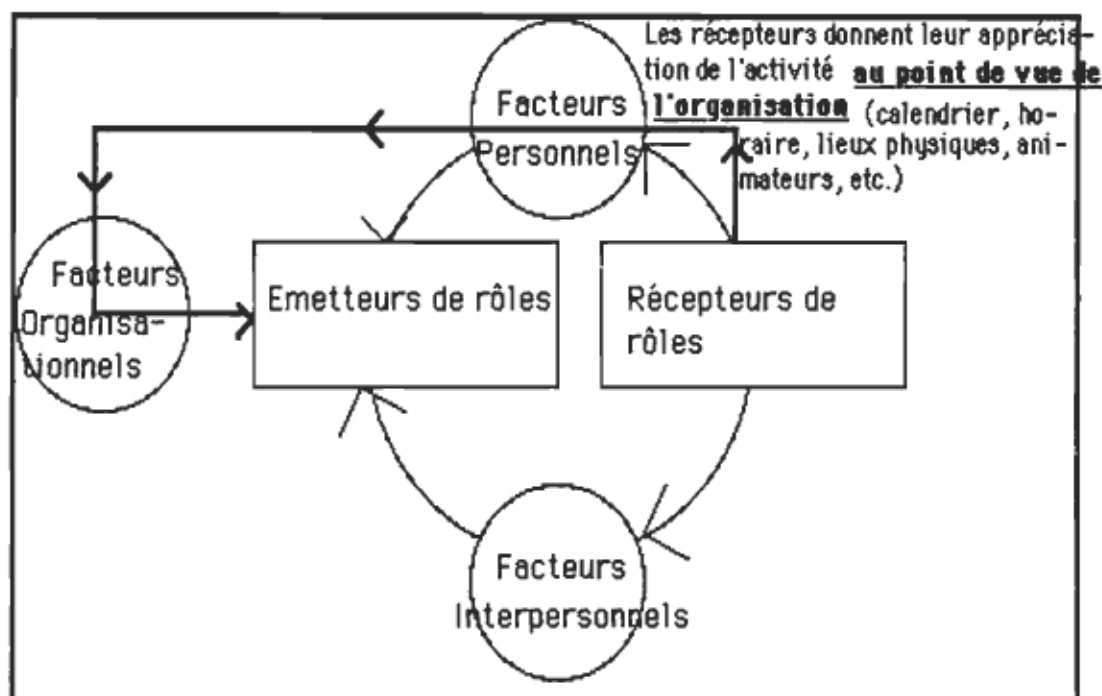 Les récepteurs donnent leur apprécia-
tion de l'activité au point de vue de
l'organisation (calendrier, ho-
raire, lieux physiques, ani-
mateurs, etc.)
Facteurs
Personnels
Facteurs
Organisa-
tionnels
Emetteurs de rôles
Récepteurs de
rôles
Facteurs
Interpersonnels